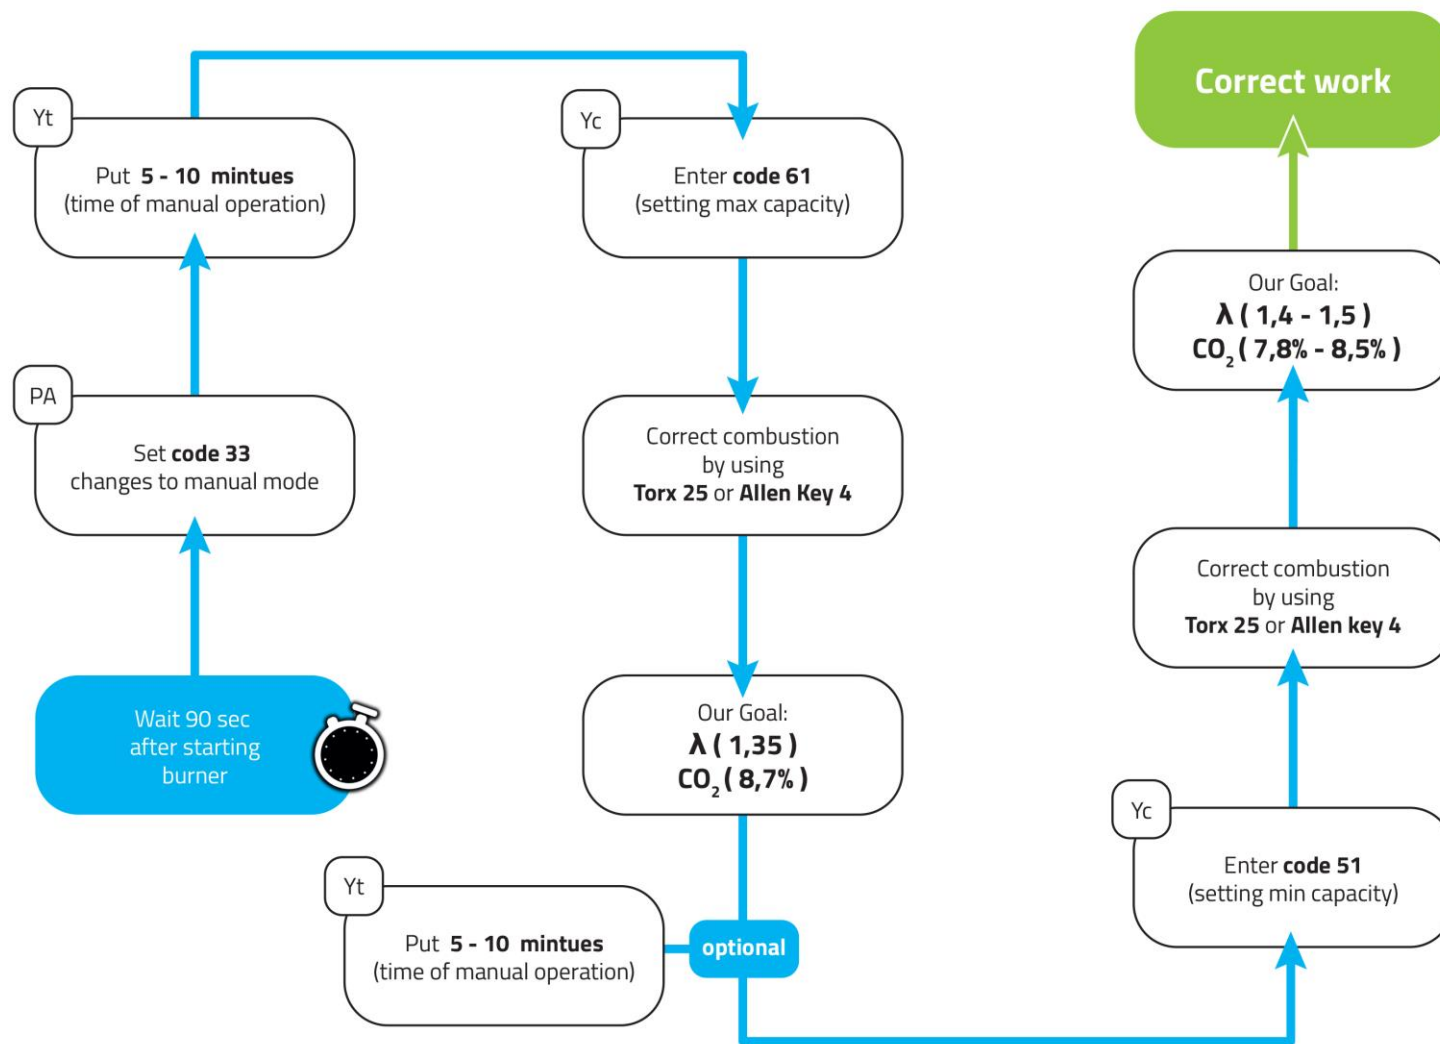 Wait 90 sec
after starting
burner
PA
Set code 33
changes to manual mode
Yt
Put 5 - 10 mintues
(time of manual operation)
Yc
Enter code 61
(setting max capacity)
Correct combustion
by using
Torx 25 or Allen Key 4
Our Goal:
λ ( 1,35 )
CO₂ ( 8,7% )
optional
Yt
Put 5 - 10 mintues
(time of manual operation)
Yc
Enter code 51
(setting min capacity)
Correct combustion
by using
Torx 25 or Allen key 4
Our Goal:
λ ( 1,4 - 1,5 )
CO₂ ( 7,8% - 8,5% )
Correct work